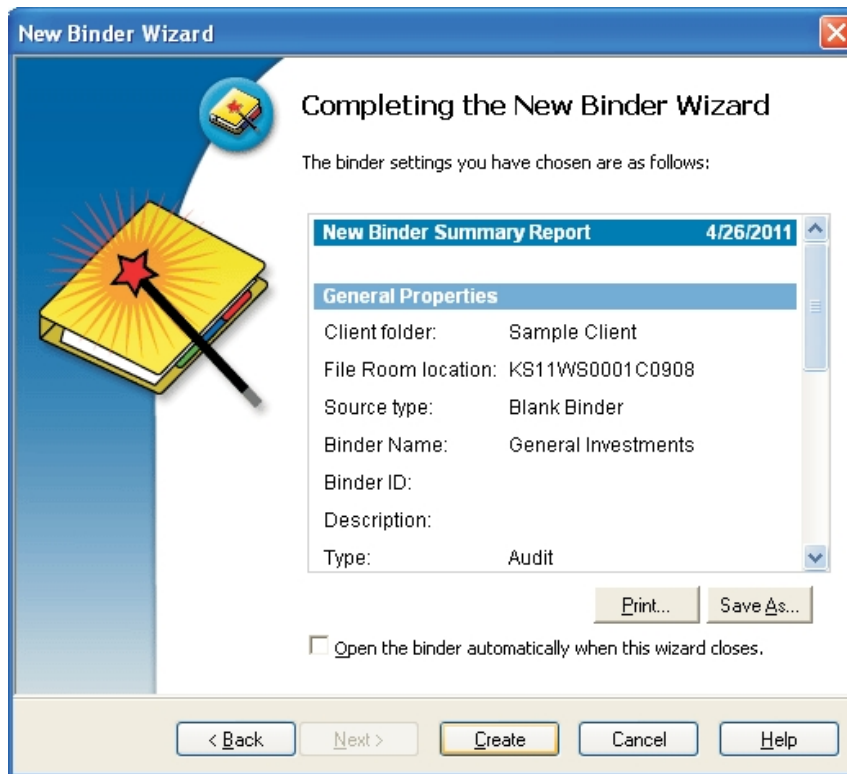 New Binder Wizard
Completing the New Binder Wizard
The binder settings you have chosen are as follows:
New Binder Summary Report 4/26/2011
General Properties
Client folder: Sample Client
File Room location: KS11WS0001C0908
Source type: Blank Binder
Binder Name: General Investments
Binder ID:
Description:
Type: Audit
Print... Save As...
Open the binder automatically when this wizard closes.
< Back Next > Create Cancel Help